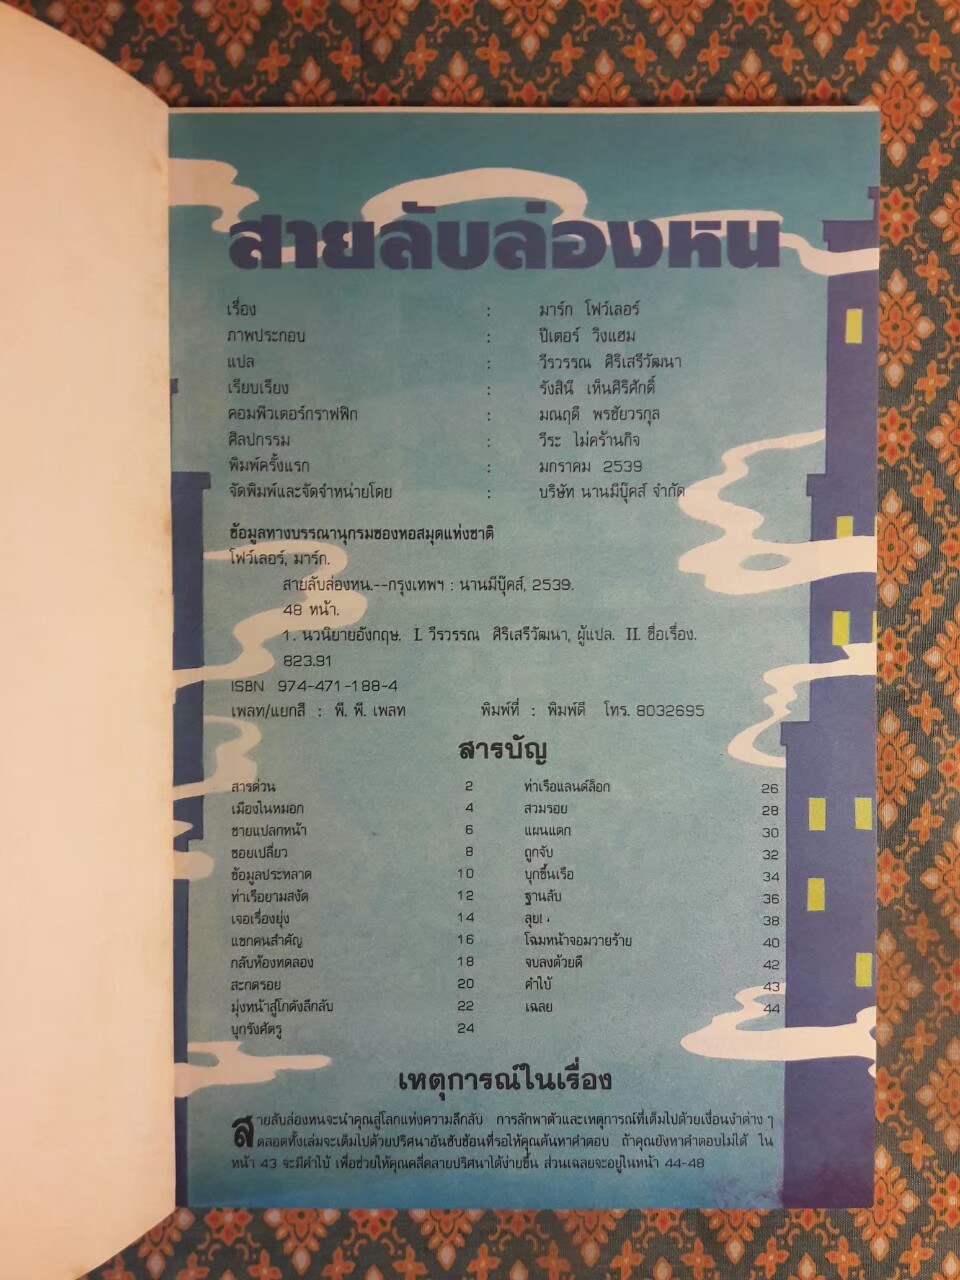 สายลับล่องหน
เรื่อง : มาร์ก โฟว์เลอร์
ภาพประกอบ : ปีเตอร์ วิงแฮม
แปล : วีรวรรณ ศิริเสรีวัฒนา
เรียบเรียง : รังสินี เห็นศิริศักดิ์
คอมพิวเตอร์กราฟฟิก : มณฤดี พรชัยวรกุล
ศิลปกรรม : วีระ ไม่คร้านกิจ
พิมพ์ครั้งแรก : มกราคม 2539
จัดพิมพ์และจัดจำหน่ายโดย : บริษัท นานมีบุ๊คส์ จำกัด
ข้อมูลทางบรรณานุกรมของหอสมุดแห่งชาติ
โฟว์เลอร์, มาร์ก.
สายลับล่องหน.--กรุงเทพฯ : นานมีบุ๊คส์, 2539.
48 หน้า.
1. นวนิยายอังกฤษ. I. วีรวรรณ ศิริเสรีวัฒนา, ผู้แปล. II. ชื่อเรื่อง.
823.91
ISBN 974-471-188-4
เพลท/แยกสี : พี. พี. เพลท พิมพ์ที่ : พิมพ์ดี โทร. 8032695
สารบัญ
สารด่วน 2 ท่าเรือแลนด์ล็อก 26
เมืองในหมอก 4 สวมรอย 28
ชายแปลกหน้า 6 แผนแตก 30
ซอยเปลี่ยว 8 ถูกจับ 32
ข้อมูลประหลาด 10 บุกขึ้นเรือ 34
ท่าเรือยามสงัด 12 ฐานลับ 36
เจอเรื่องยุ่ง 14 ลุย! 38
แขกคนสำคัญ 16 โฉมหน้าจอมวายร้าย 40
กลับห้องทดลอง 18 จบลงด้วยดี 42
สะกดรอย 20 คำใบ้ 43
มุ่งหน้าสู่โกดังลึกลับ 22 เฉลย 44
บุกรังศัตรู 24
เหตุการณ์ในเรื่อง
สายลับล่องหนจะนำคุณสู่โลกแห่งความลึกลับ การลักพาตัวและเหตุการณ์ที่เต็มไปด้วยเงื่อนงำต่าง ๆ
ตลอดทั้งเล่มจะเต็มไปด้วยปริศนาอันซับซ้อนที่รอให้คุณค้นหาคำตอบ ถ้าคุณยังหาคำตอบไม่ได้ ใน
หน้า 43 จะมีคำใบ้ เพื่อช่วยให้คุณคลี่คลายปริศนาได้ง่ายขึ้น ส่วนเฉลยจะอยู่ในหน้า 44-48